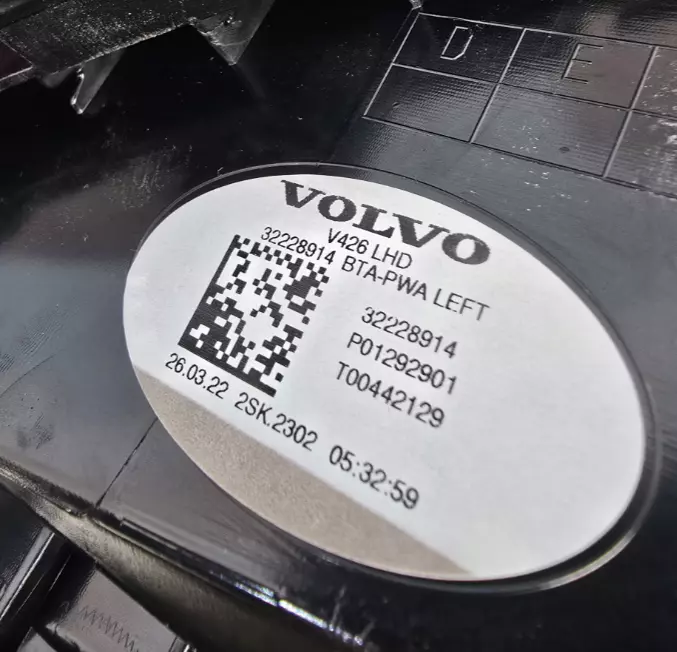 D E
VOLVO
V426 LHD
32228914 BTA-PWA LEFT
32228914
P01292901
T00442129
26.03.22 2SK.2302 05:32:59